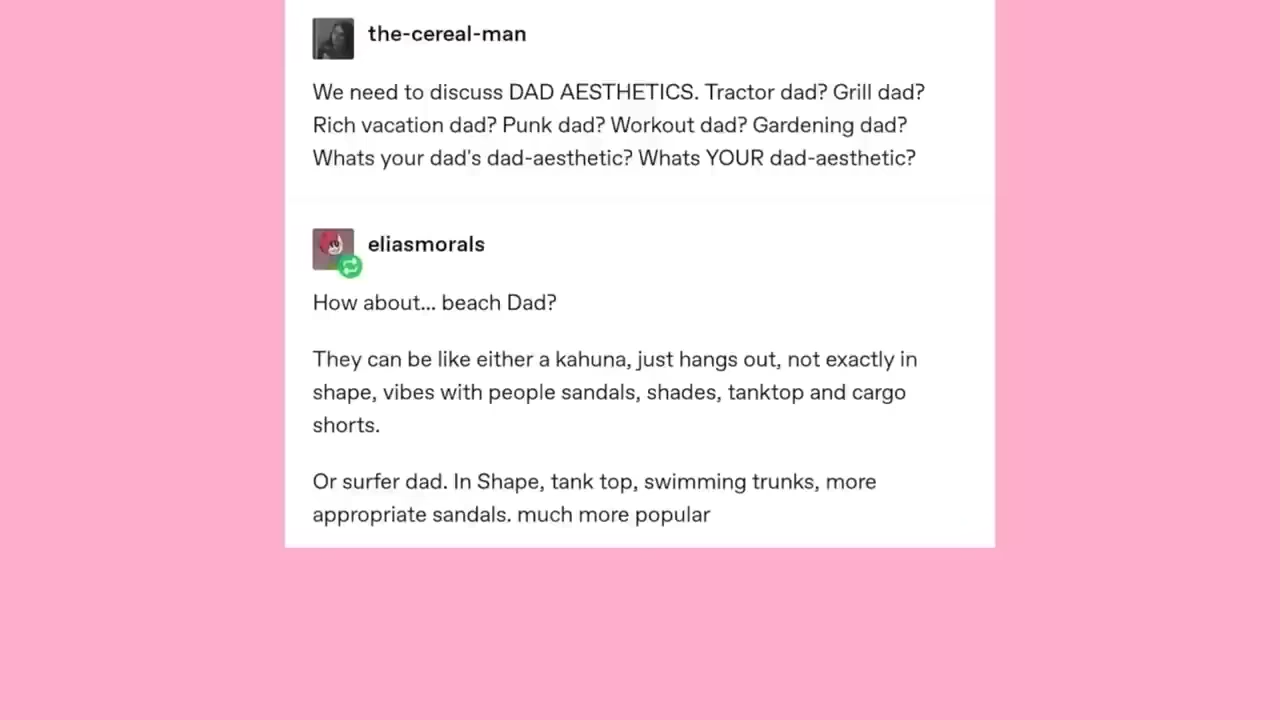 the-cereal-man
We need to discuss DAD AESTHETICS. Tractor dad? Grill dad?
Rich vacation dad? Punk dad? Workout dad? Gardening dad?
Whats your dad's dad-aesthetic? Whats YOUR dad-aesthetic?
eliasmorals
How about... beach Dad?
They can be like either a kahuna, just hangs out, not exactly in
shape, vibes with people sandals, shades, tanktop and cargo
shorts.
Or surfer dad. In Shape, tank top, swimming trunks, more
appropriate sandals. much more popular